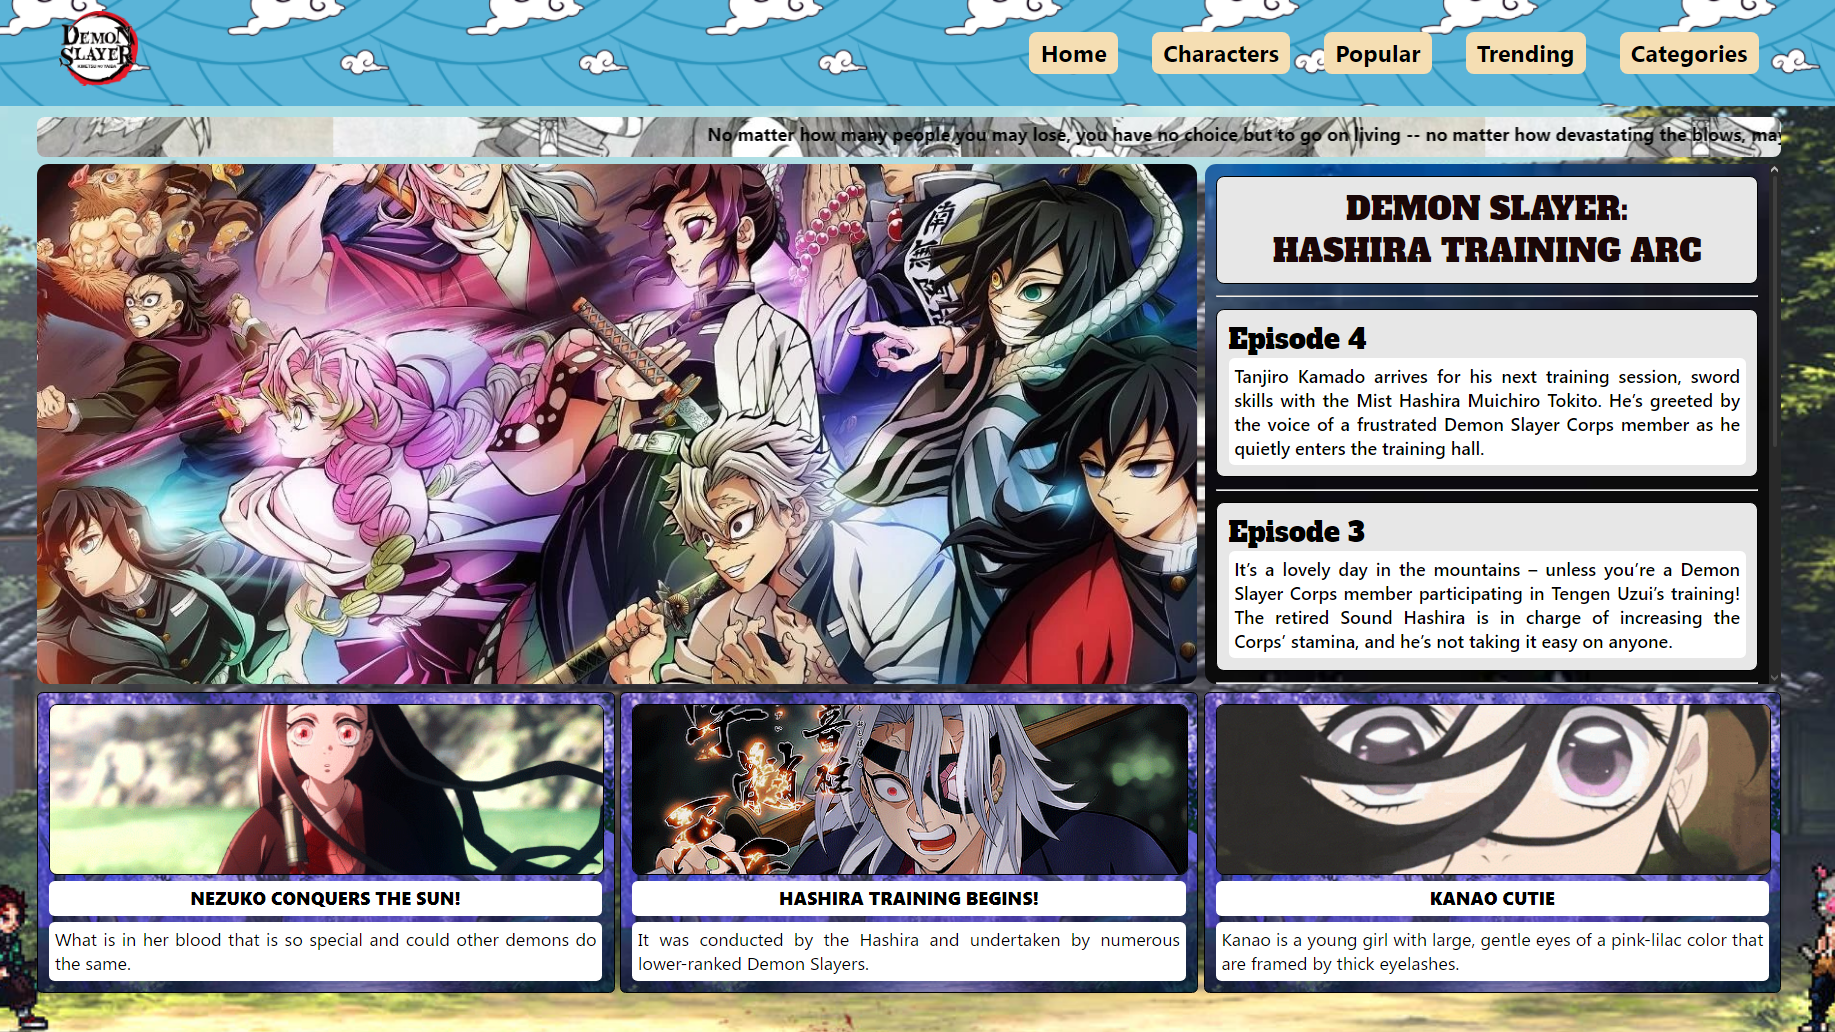 DEMON
SLAYER
KIMETSU NO YAIBA
Home
Characters
Popular
Trending
Categories
No matter how many people you may lose, you have no choice but to go on living -- no matter how devastating the blows, may
DEMON SLAYER:
HASHIRA TRAINING ARC
Episode 4
Tanjiro Kamado arrives for his next training session, sword
skills with the Mist Hashira Muichiro Tokito. He’s greeted by
the voice of a frustrated Demon Slayer Corps member as he
quietly enters the training hall.
Episode 3
It’s a lovely day in the mountains – unless you’re a Demon
Slayer Corps member participating in Tengen Uzui’s training!
The retired Sound Hashira is in charge of increasing the
Corps’ stamina, and he’s not taking it easy on anyone.
NEZUKO CONQUERS THE SUN!
What is in her blood that is so special and could other demons do
the same.
HASHIRA TRAINING BEGINS!
It was conducted by the Hashira and undertaken by numerous
lower-ranked Demon Slayers.
KANAO CUTIE
Kanao is a young girl with large, gentle eyes of a pink-lilac color that
are framed by thick eyelashes.